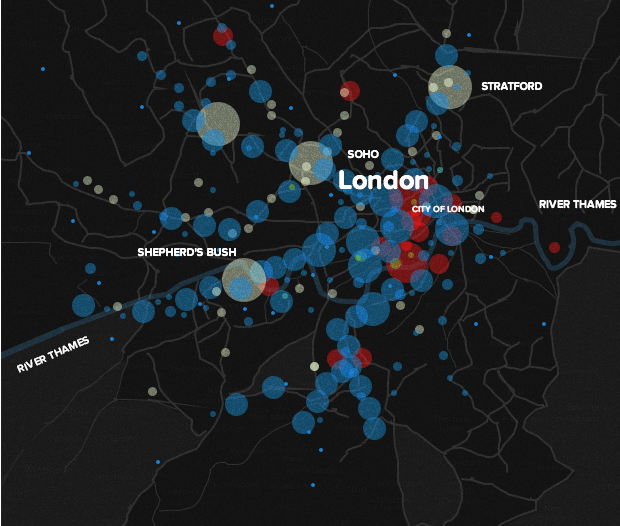 STRATFORD
SOHO
London
CITY OF LONDON
RIVER THAMES
SHEPHERD'S BUSH
RIVER THAMES